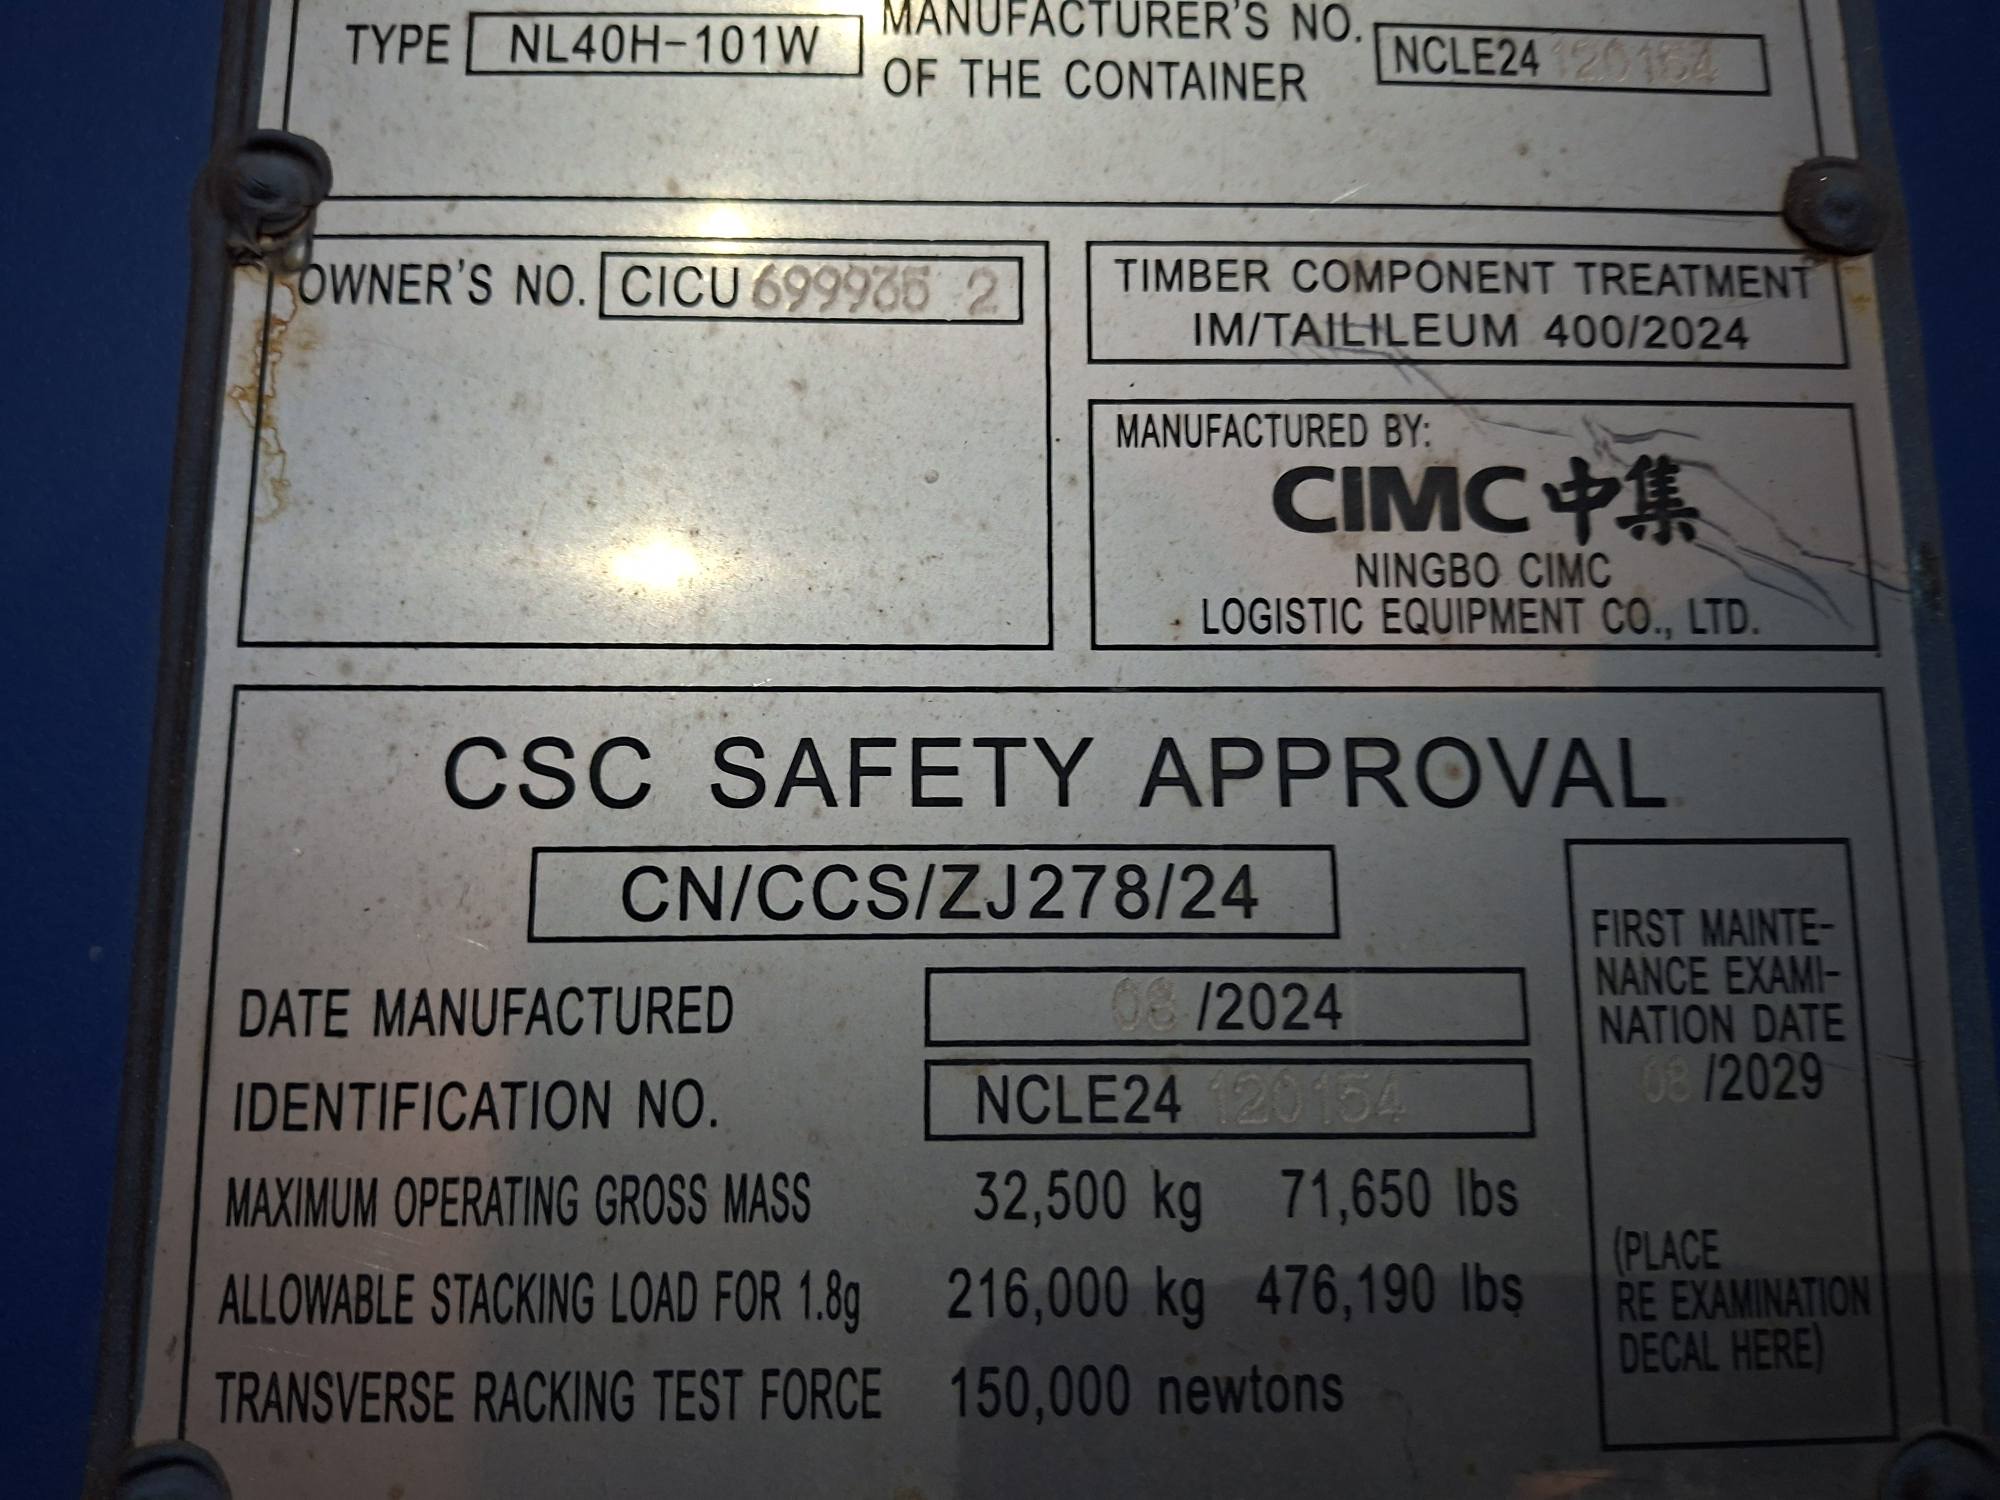 TYPE NL40H-101W
MANUFACTURER'S NO.
OF THE CONTAINER
NCLE24 120154
OWNER'S NO. CICU 699935 2
TIMBER COMPONENT TREATMENT
IM/TAILILEUM 400/2024
MANUFACTURED BY:
CIMC 中集
NINGBO CIMC
LOGISTIC EQUIPMENT CO., LTD.
CSC SAFETY APPROVAL
CN/CCS/ZJ278/24
DATE MANUFACTURED 08 /2024
IDENTIFICATION NO. NCLE24 120154
MAXIMUM OPERATING GROSS MASS 32,500 kg 71,650 lbs
ALLOWABLE STACKING LOAD FOR 1.8g 216,000 kg 476,190 lbs
TRANSVERSE RACKING TEST FORCE 150,000 newtons
FIRST MAINTE-
NANCE EXAMI-
NATION DATE
08 /2029
(PLACE
RE EXAMINATION
DECAL HERE)